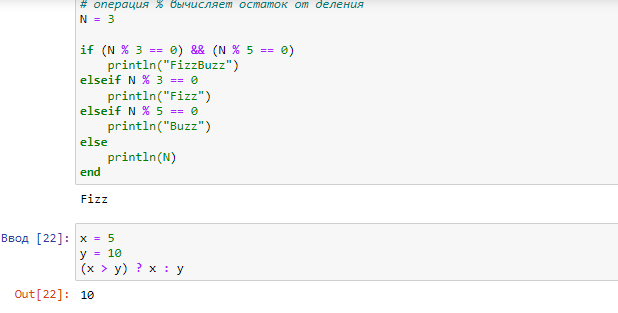 # операция % вычисляет остаток от деления
N = 3
if (N % 3 == 0) && (N % 5 == 0)
    println("FizzBuzz")
elseif N % 3 == 0
    println("Fizz")
elseif N % 5 == 0
    println("Buzz")
else
    println(N)
end
Fizz
Ввод [22]: x = 5
y = 10
(x > y) ? x : y
Out[22]: 10